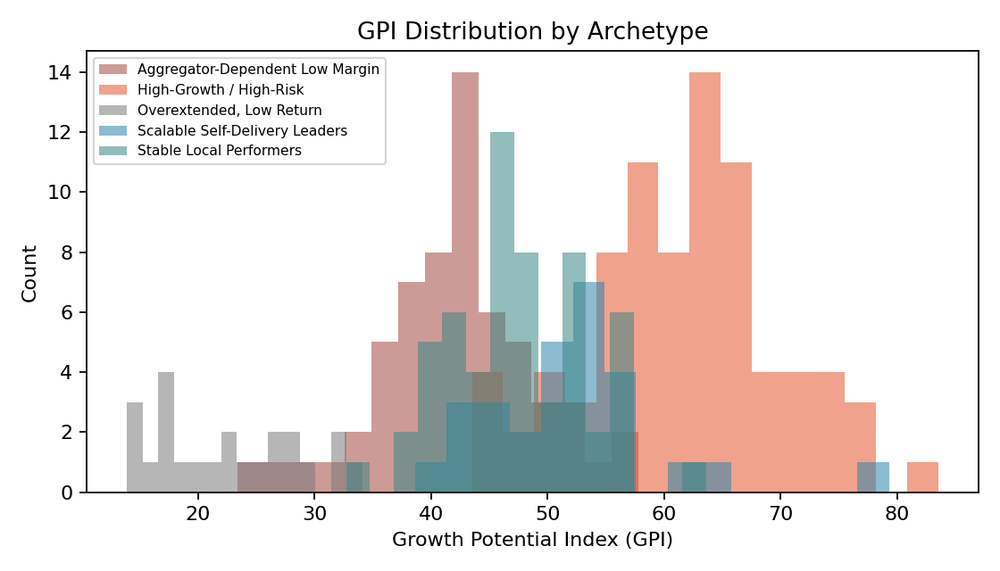 GPI Distribution by Archetype
Aggregator-Dependent Low Margin
High-Growth / High-Risk
Overextended, Low Return
Scalable Self-Delivery Leaders
Stable Local Performers
14
12
10
8
6
4
2
0
Count
20 30 40 50 60 70 80
Growth Potential Index (GPI)